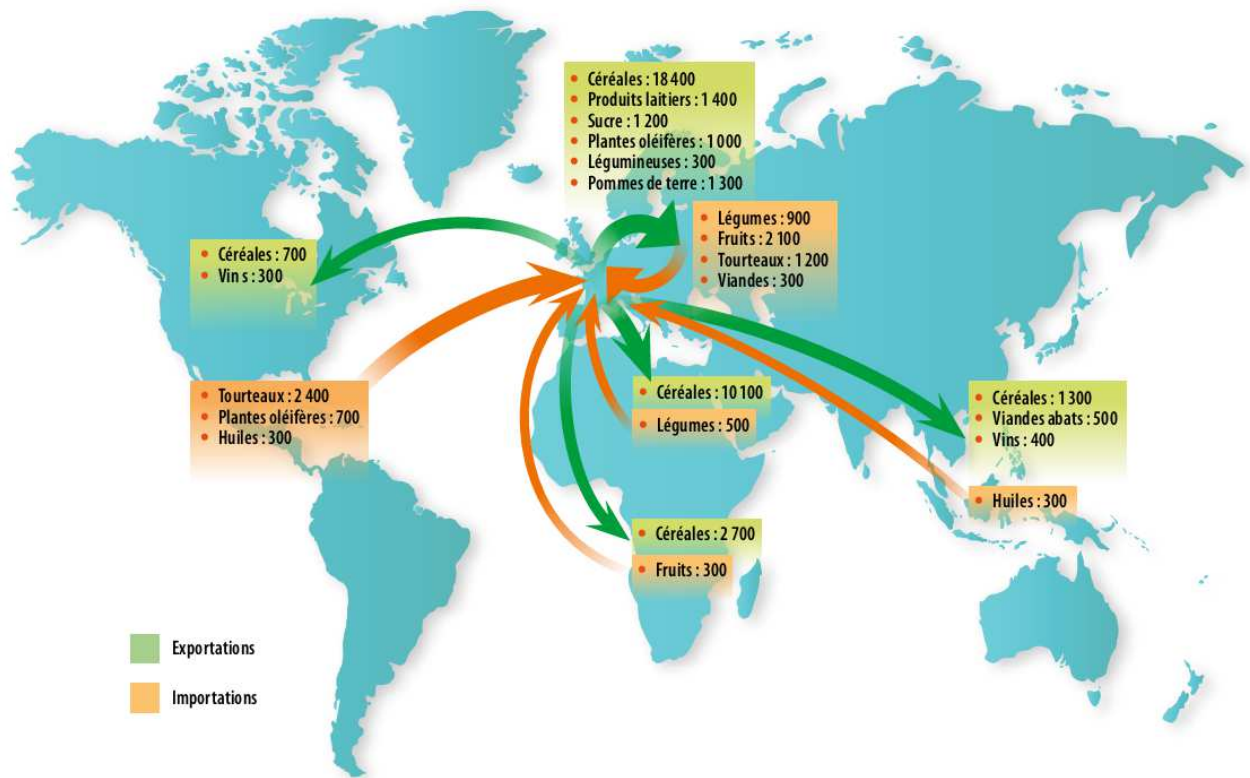 • Céréales : 18 400
• Produits laitiers : 1 400
• Sucre : 1 200
• Plantes oléifères : 1 000
• Légumineuses : 300
• Pommes de terre : 1 300
• Légumes : 900
• Fruits : 2 100
• Tourteaux : 1 200
• Viandes : 300
• Céréales : 700
• Vins : 300
• Tourteaux : 2 400
• Plantes oléifères : 700
• Huiles : 300
• Céréales : 10 100
• Légumes : 500
• Céréales : 1 300
• Viandes abats : 500
• Vins : 400
• Huiles : 300
• Céréales : 2 700
• Fruits : 300
Exportations
Importations